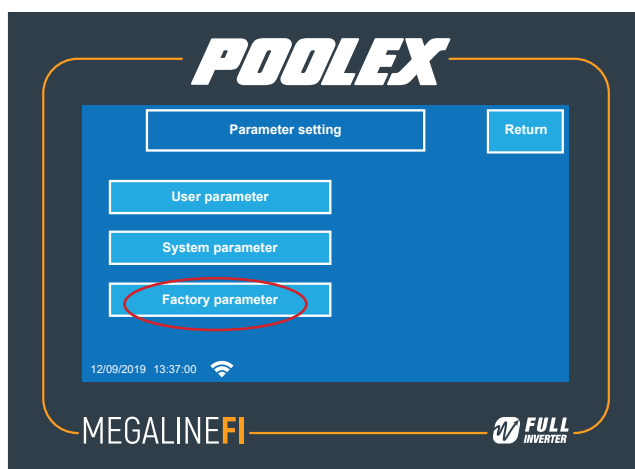 POOLEX
Parameter setting
Return
User parameter
System parameter
Factory parameter
12/09/2019 13:37:00
MEGALINEFI
FULL
INVERTER